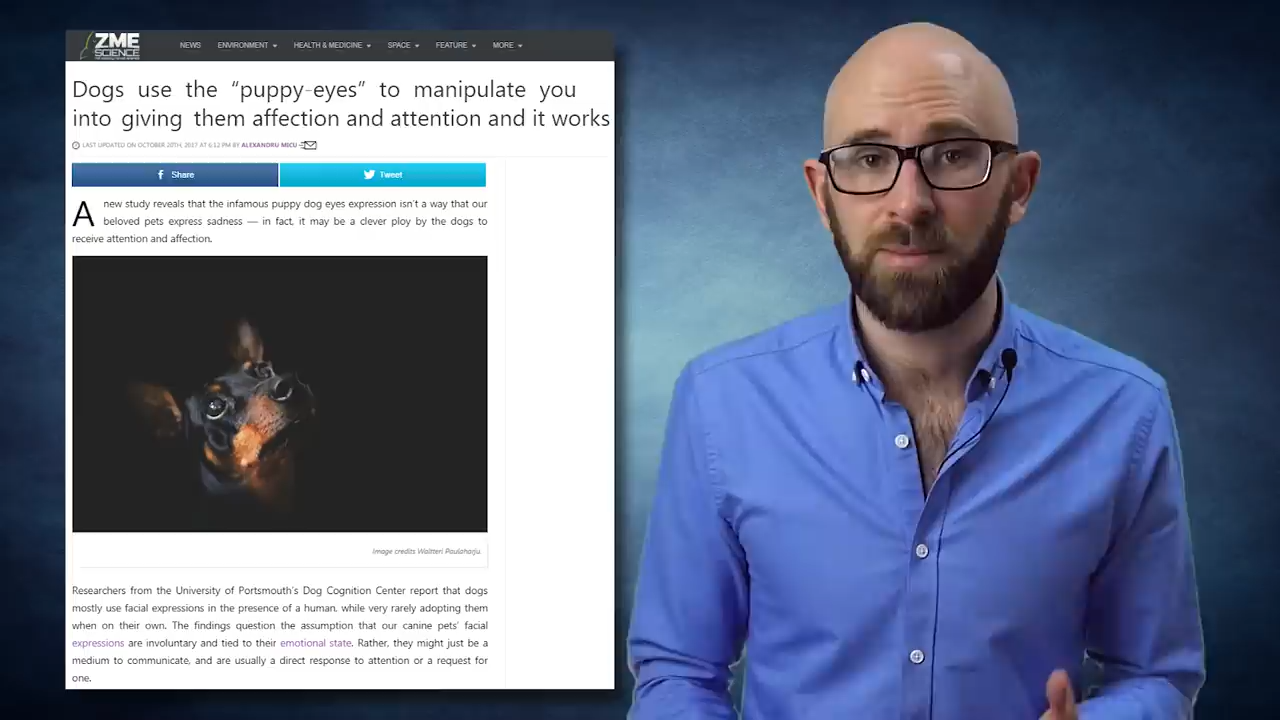 ZME
SCIENCE
NEWS ENVIRONMENT HEALTH & MEDICINE SPACE FEATURE MORE
Dogs use the “puppy-eyes” to manipulate you
into giving them affection and attention and it works
LAST UPDATED ON OCTOBER 20TH, 2017 AT 6:12 PM BY ALEXANDRU MICU
Share Tweet
A new study reveals that the infamous puppy dog eyes expression isn't a way that our
beloved pets express sadness — in fact, it may be a clever ploy by the dogs to
receive attention and affection.
Image credits Waltteri Paulaharju.
Researchers from the University of Portsmouth's Dog Cognition Center report that dogs
mostly use facial expressions in the presence of a human, while very rarely adopting them
when on their own. The findings question the assumption that our canine pets' facial
expressions are involuntary and tied to their emotional state. Rather, they might just be a
medium to communicate, and are usually a direct response to attention or a request for
one.